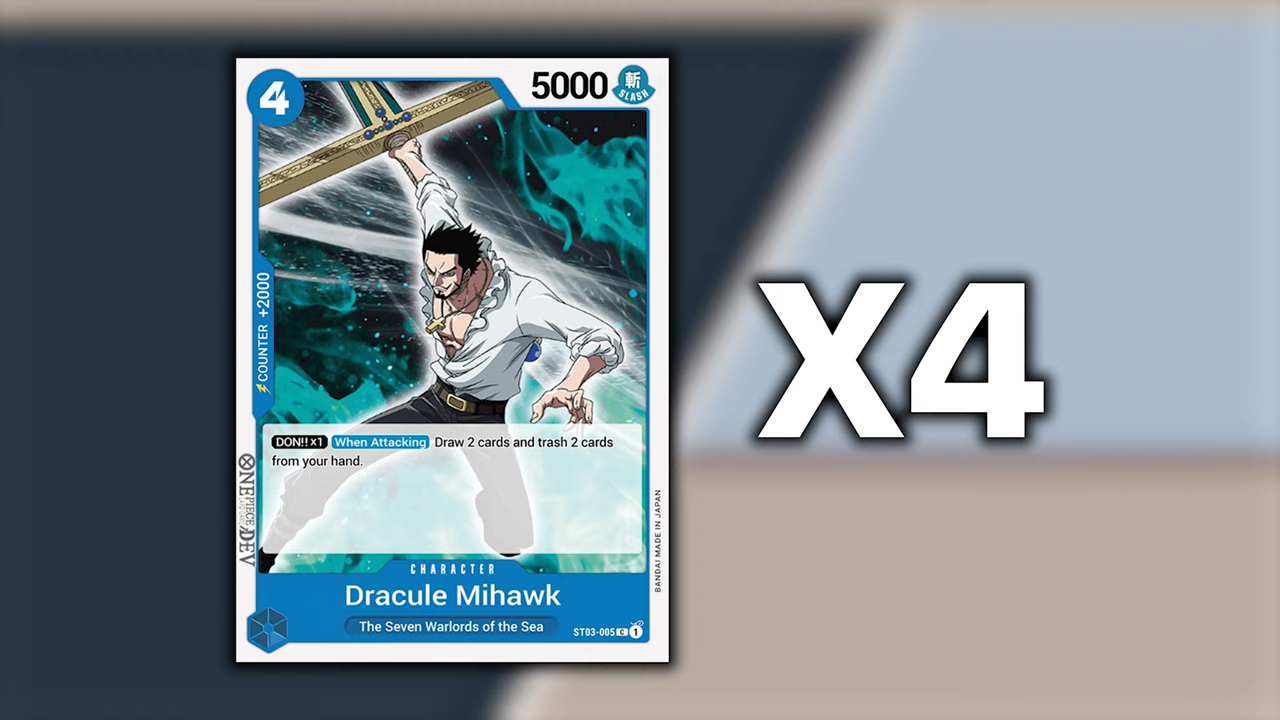 4
5000
斬
SLASH
COUNTER +2000
DON!! x1 When Attacking Draw 2 cards and trash 2 cards
from your hand.
ONE PIECE.DEV
BANDAI MADE IN JAPAN
CHARACTER
Dracule Mihawk
The Seven Warlords of the Sea
ST03-005 C 1
X4